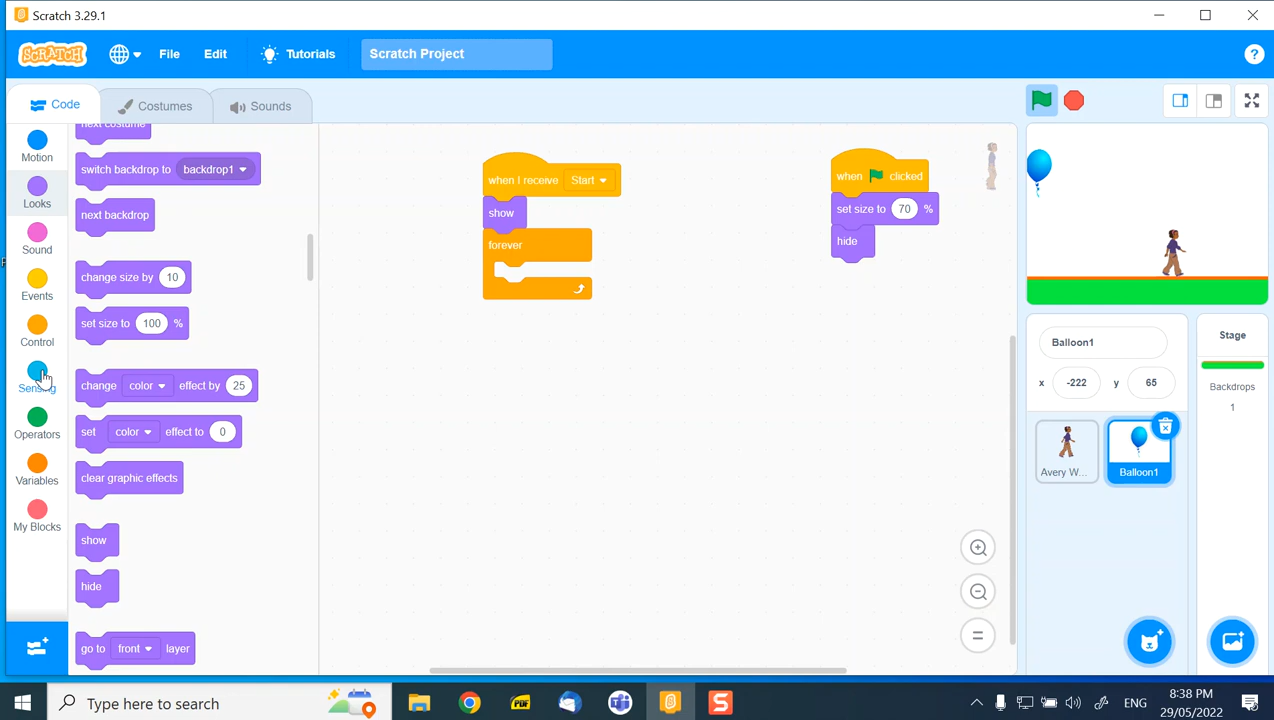 Scratch 3.29.1
SCRATCH
File
Edit
Tutorials
Scratch Project
?
Code
Costumes
Sounds
Motion
Looks
Sound
Events
Control
Sensing
Operators
Variables
My Blocks
next costume
switch backdrop to backdrop1
next backdrop
change size by 10
set size to 100 %
change color effect by 25
set color effect to 0
clear graphic effects
show
hide
go to front layer
when I receive Start
show
forever
when clicked
set size to 70 %
hide
Balloon1
x -222 y 65
Avery W...
Balloon1
Stage
Backdrops
1
Type here to search
PDF
S
ENG
8:38 PM
29/05/2022